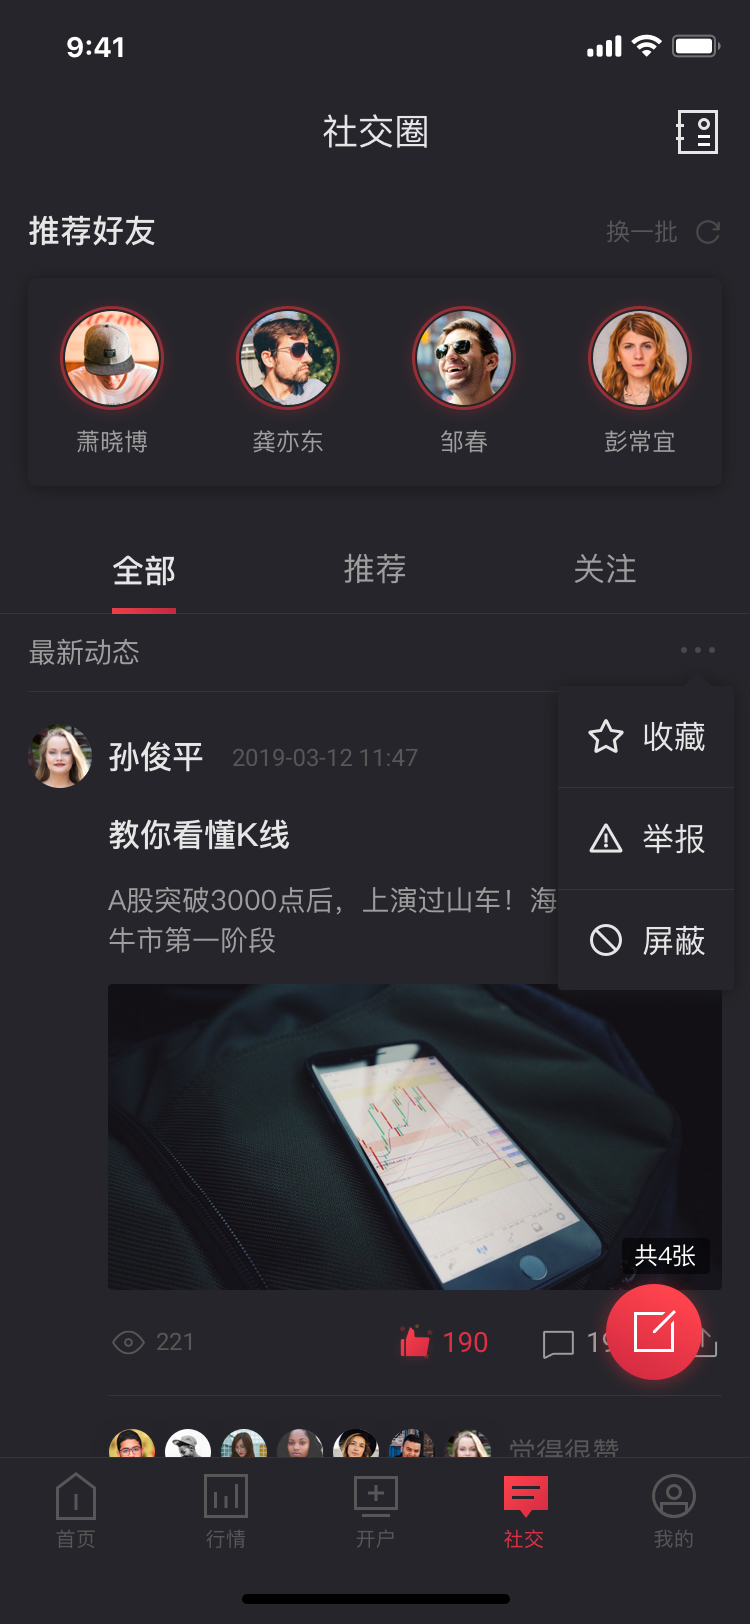 9:41
社交圈
推荐好友
换一批
萧晓博
龚亦东
邹春
彭常宜
全部
推荐
关注
最新动态
收藏
举报
屏蔽
孙俊平 2019-03-12 11:47
教你看懂K线
A股突破3000点后，上演过山车！海
牛市第一阶段
共4张
221
190
觉得很赞
首页
行情
开户
社交
我的